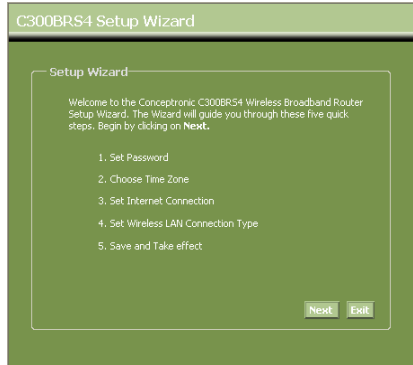 C300BRS4 Setup Wizard
Setup Wizard
Welcome to the Conceptronic C300BRS4 Wireless Broadband Router
Setup Wizard. The Wizard will guide you through these five quick
steps. Begin by clicking on Next.
1. Set Password
2. Choose Time Zone
3. Set Internet Connection
4. Set Wireless LAN Connection Type
5. Save and Take effect
Next Exit